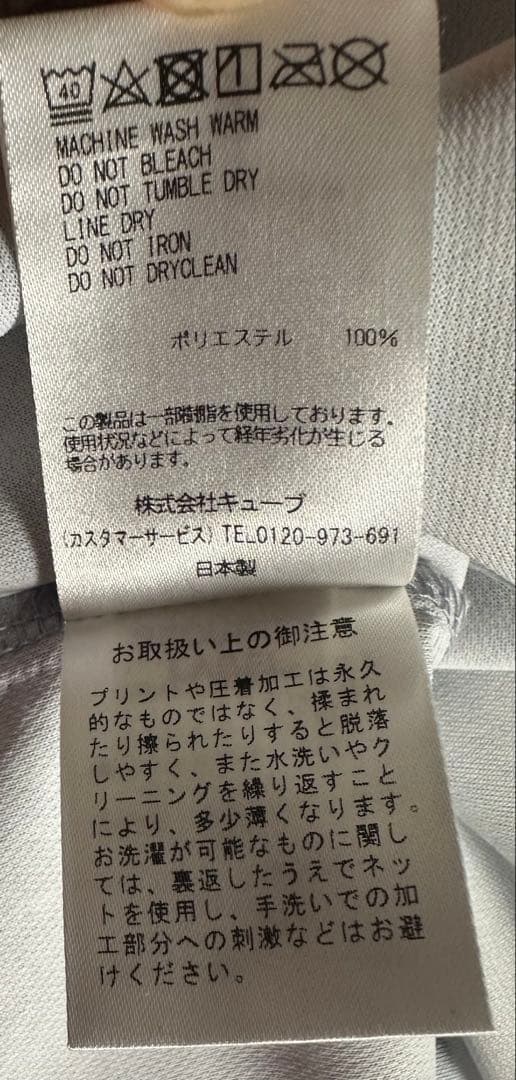 40
MACHINE WASH WARM
DO NOT BLEACH
DO NOT TUMBLE DRY
LINE DRY
DO NOT IRON
DO NOT DRYCLEAN
ポリエステル 100%
この製品は一部樹脂を使用しております。
使用状況などによって経年劣化が生じる
場合があります。
株式会社キューブ
(カスタマーサービス) TEL0120-973-691
日本製
お取扱い上の御注意
プリントや圧着加工は永久
的なものではなく、揉まれ
たり擦られたりすると脱落
しやすく、また水洗いやク
リーニングを繰り返すこと
により、多少薄くなります。
お洗濯が可能なものに関し
ては、裏返したうえでネッ
トを使用し、手洗いでの加
工部分への刺激などはお避
けください。